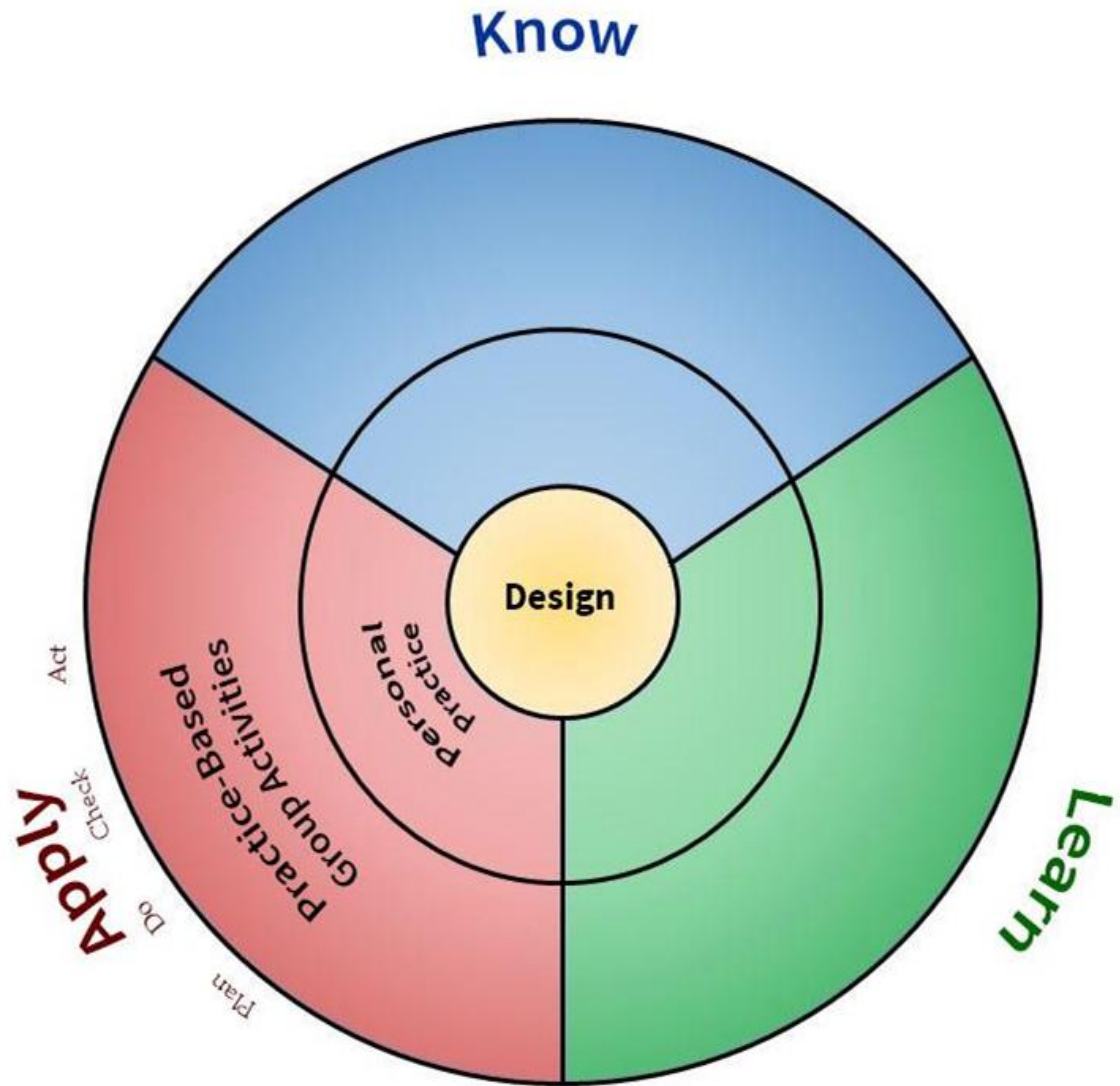 Know
Design
Personal
Practice
Practice-Based
Group Activities
Act
Check
Do
Plan
Apply
Learn